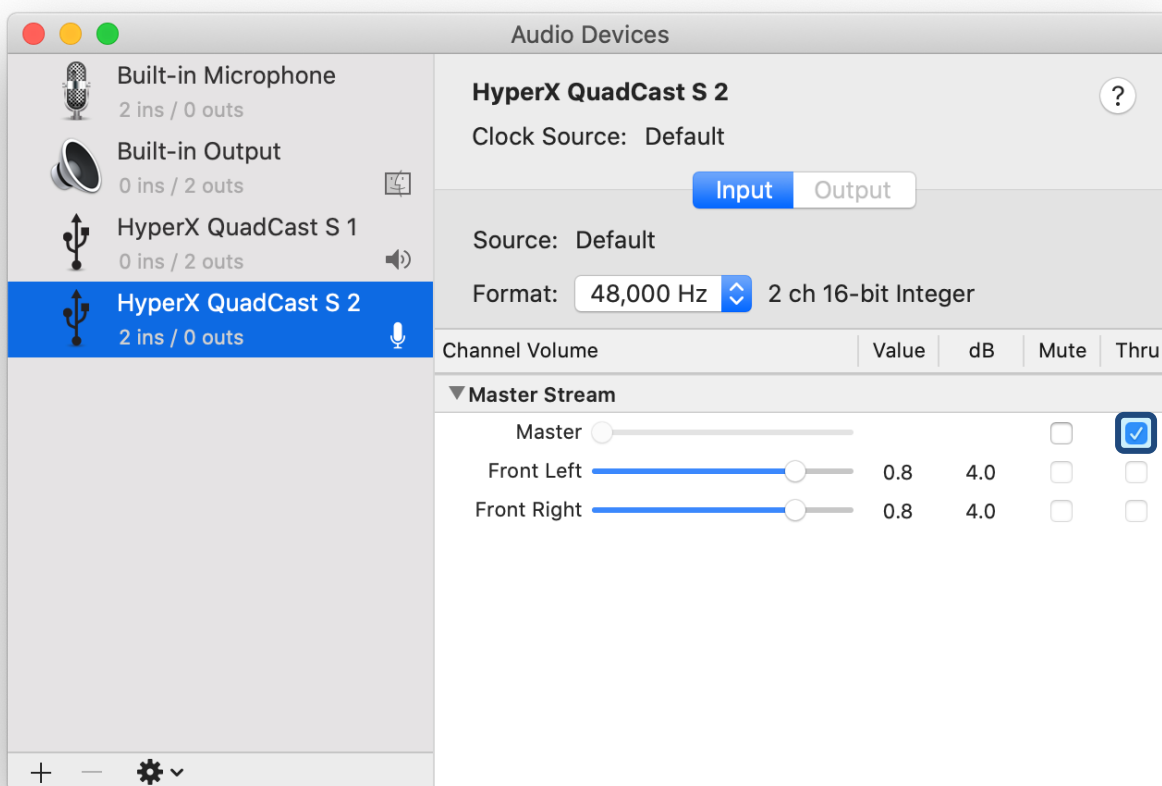 Audio Devices
Built-in Microphone
2 ins / 0 outs
Built-in Output
0 ins / 2 outs
HyperX QuadCast S 1
0 ins / 2 outs
HyperX QuadCast S 2
2 ins / 0 outs
HyperX QuadCast S 2
?
Clock Source: Default
Input Output
Source: Default
Format: 48,000 Hz 2 ch 16-bit Integer
Channel Volume Value dB Mute Thru
Master Stream
Master
Front Left 0.8 4.0
Front Right 0.8 4.0